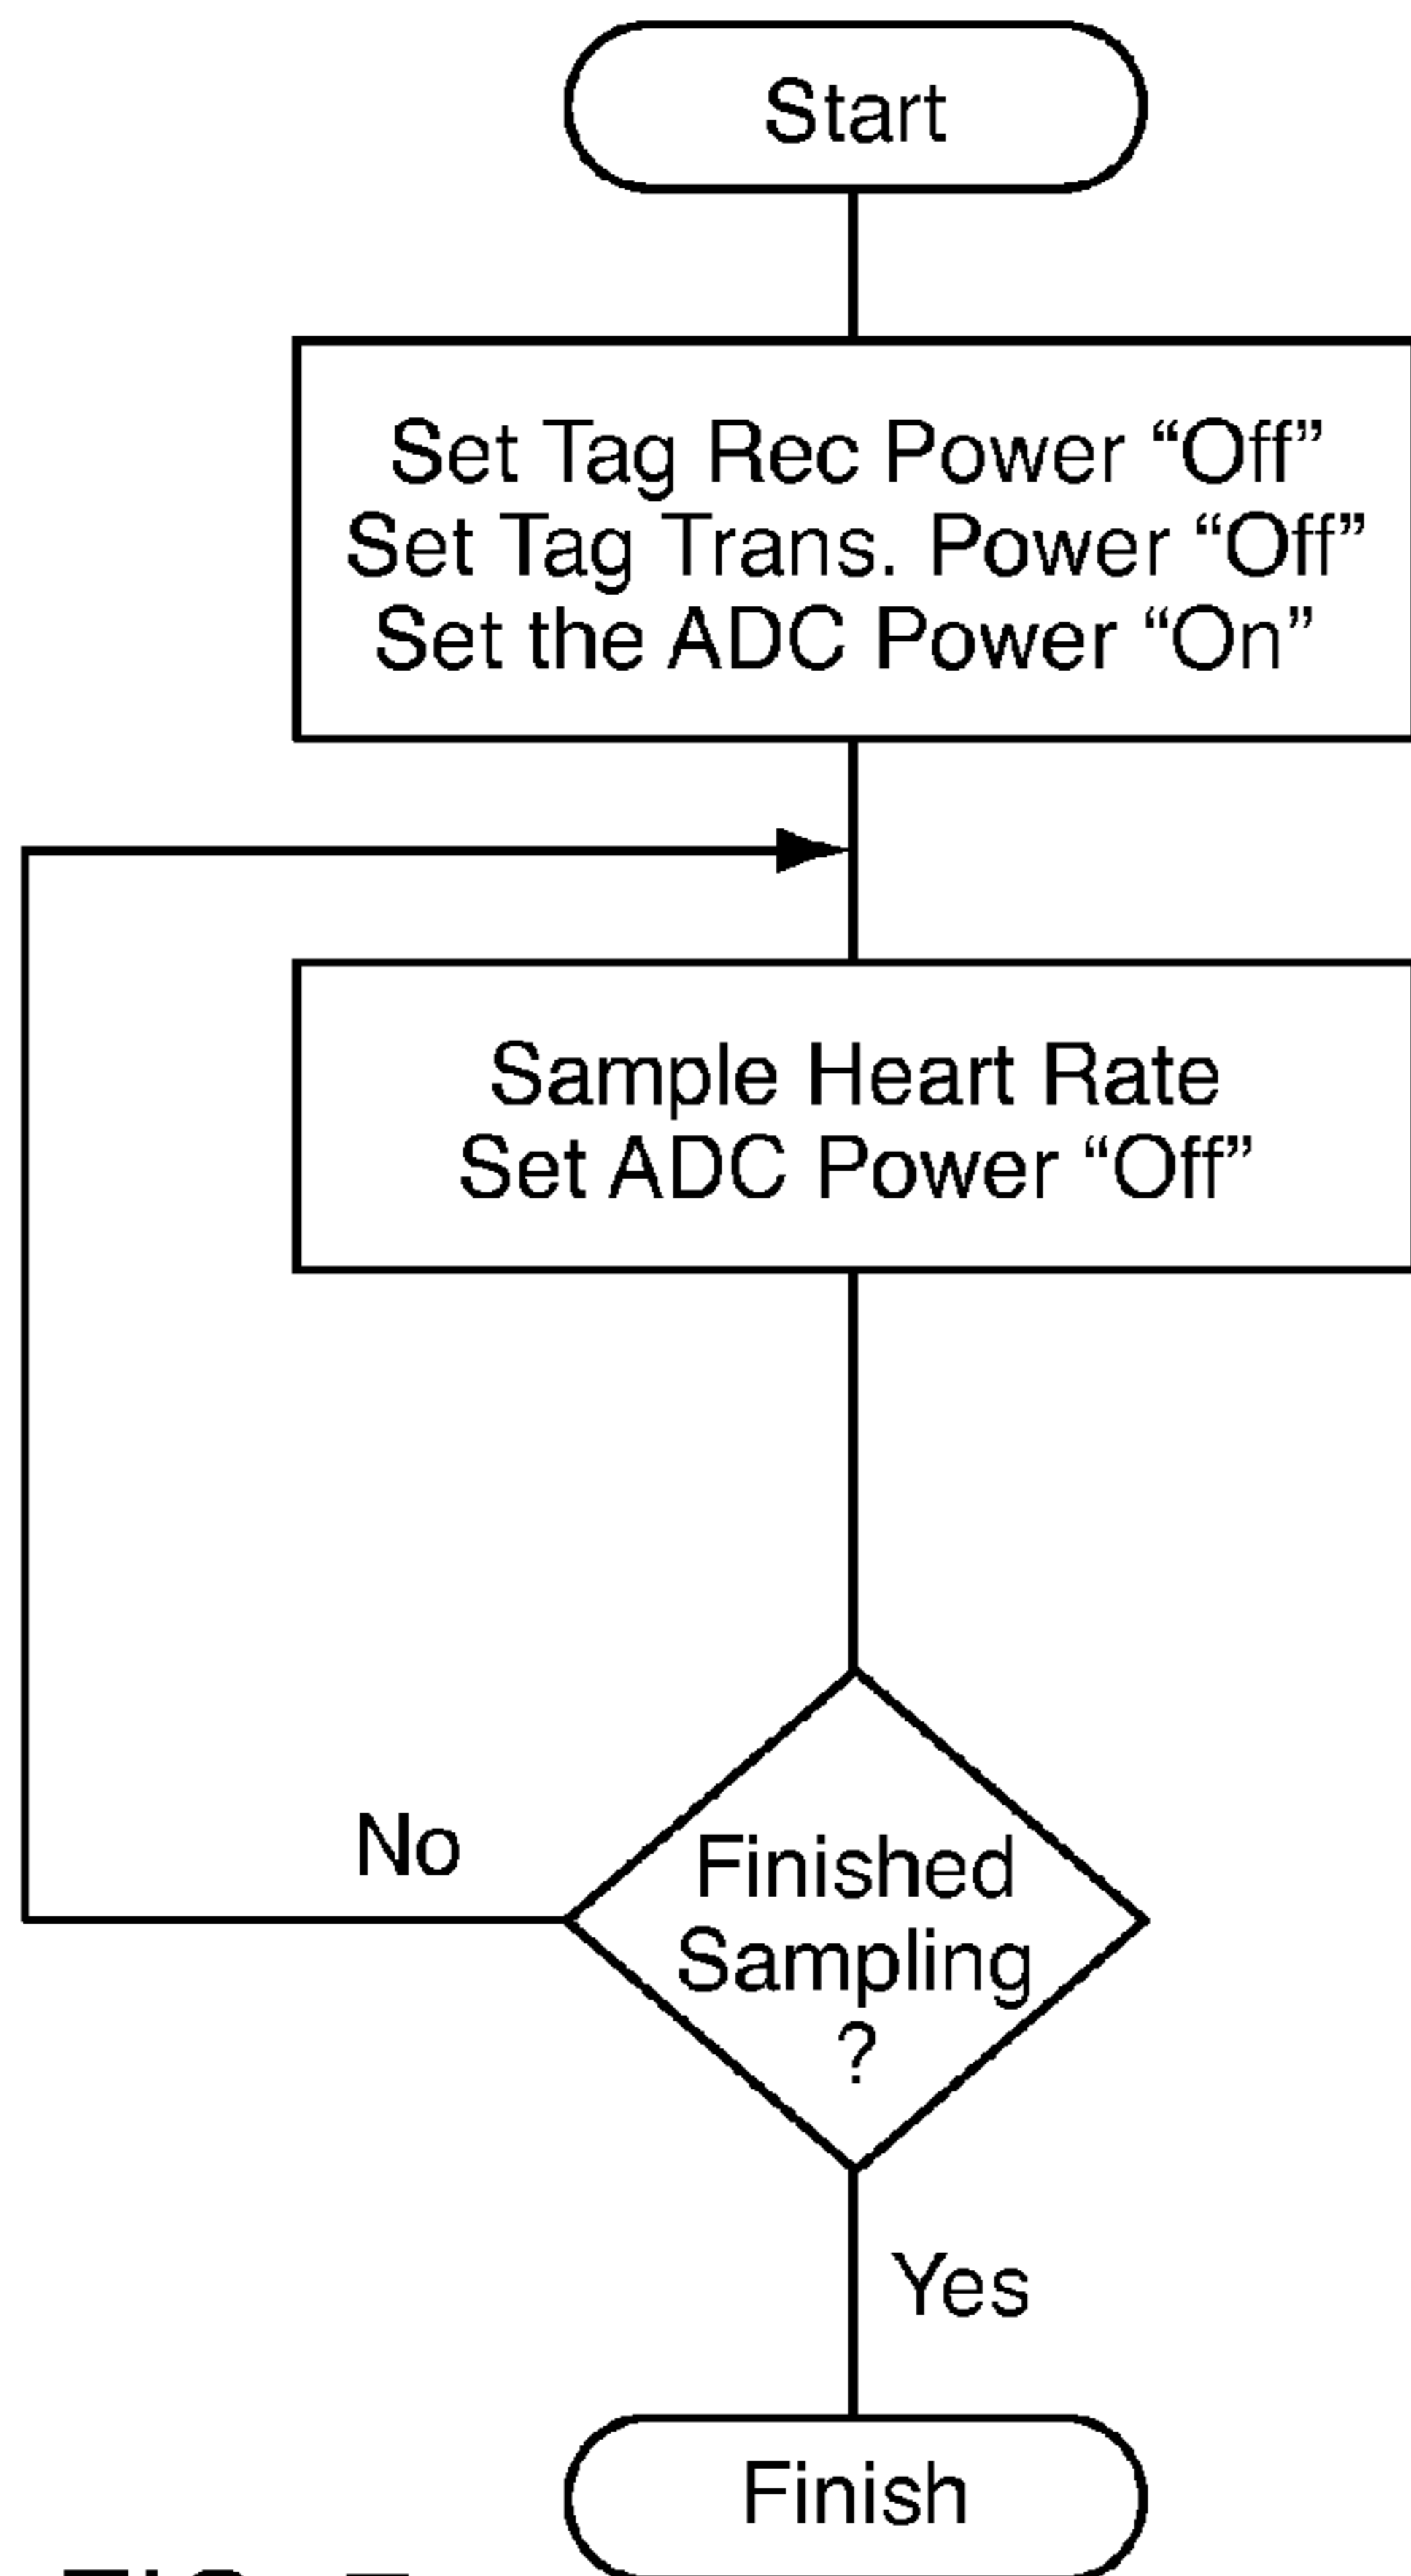 Start
Set Tag Rec Power “Off”
Set Tag Trans. Power “Off”
Set the ADC Power “On”
Sample Heart Rate
Set ADC Power “Off”
No
Finished
Sampling
?
Yes
Finish